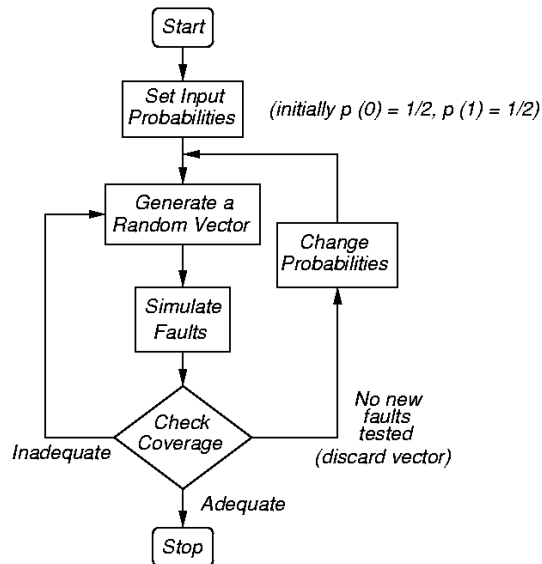 Start
Set Input
Probabilities
(initially p (0) = 1/2, p (1) = 1/2)
Generate a
Random Vector
Change
Probabilities
Simulate
Faults
Check
Coverage
No new
faults
tested
(discard vector)
Inadequate
Adequate
Stop